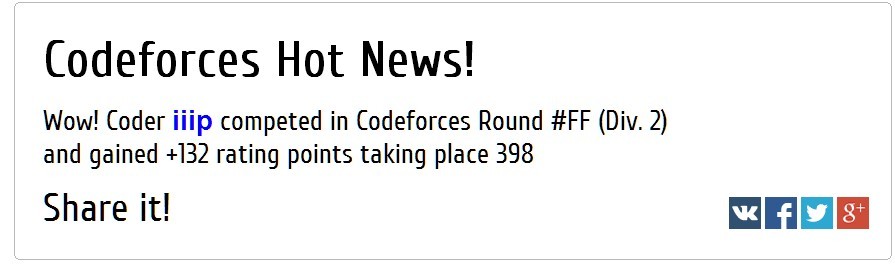 Codeforces Hot News!
Wow! Coder iiip competed in Codeforces Round #FF (Div. 2)
and gained +132 rating points taking place 398
Share it!